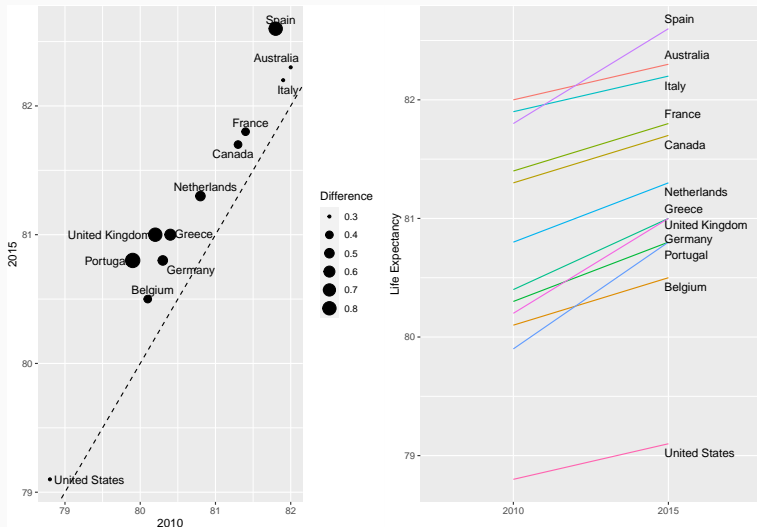 Spain
Australia
Italy
France
Canada
Netherlands
United Kingdom
Greece
Portugal
Germany
Belgium
United States
82
81
80
79
2015
79
80
81
82
2010
Difference
0.3
0.4
0.5
0.6
0.7
0.8
Spain
Australia
Italy
France
Canada
Netherlands
Greece
United Kingdom
Germany
Portugal
Belgium
United States
82
81
80
79
Life Expectancy
2010
2015